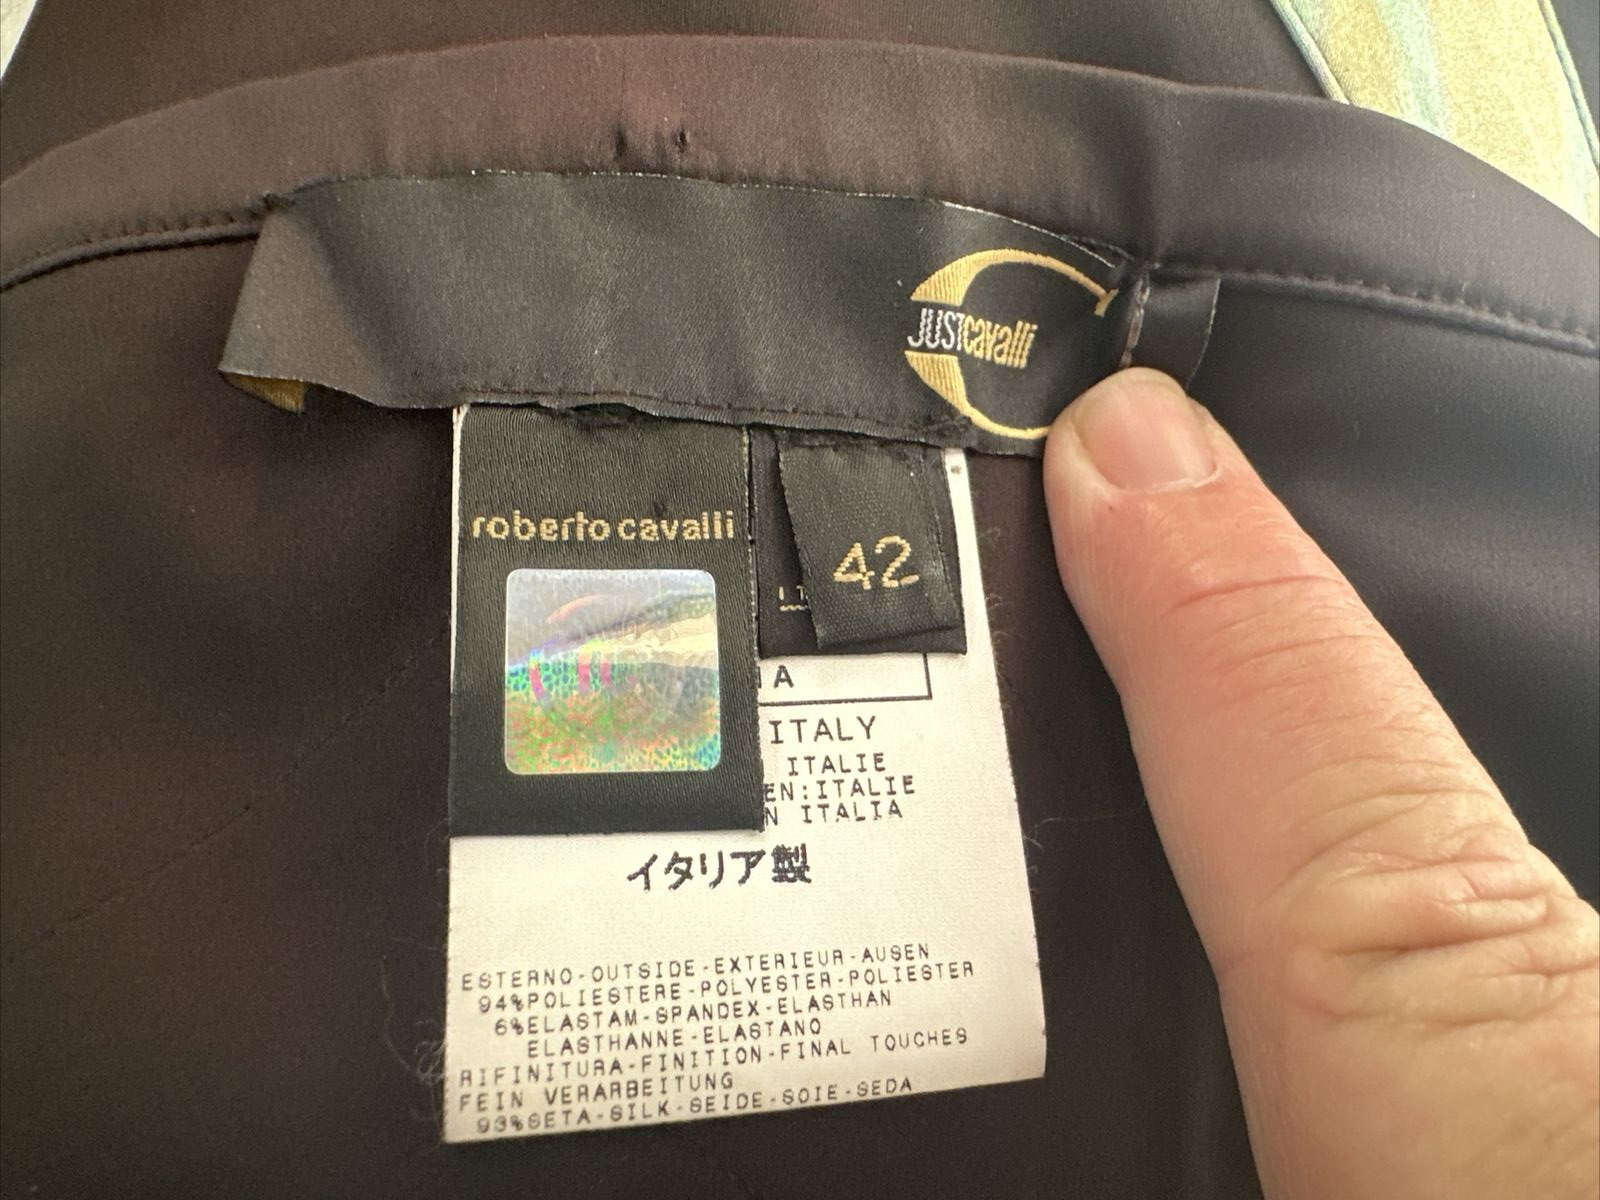 JUSTcavalli
roberto cavalli
42
IT
A
ITALY
ITALIE
EN:ITALIE
N ITALIA
イタリア製
ESTERNO-OUTSIDE-EXTERIEUR-AUSEN
94%POLIESTERE-POLYESTER-POLIESTER
6%ELASTAM-SPANDEX-ELASTHAN
ELASTHANNE-ELASTANO
RIFINITURA-FINITION-FINAL TOUCHES
FEIN VERARBEITUNG
93%SETA-SILK-SEIDE-SOIE-SEDA